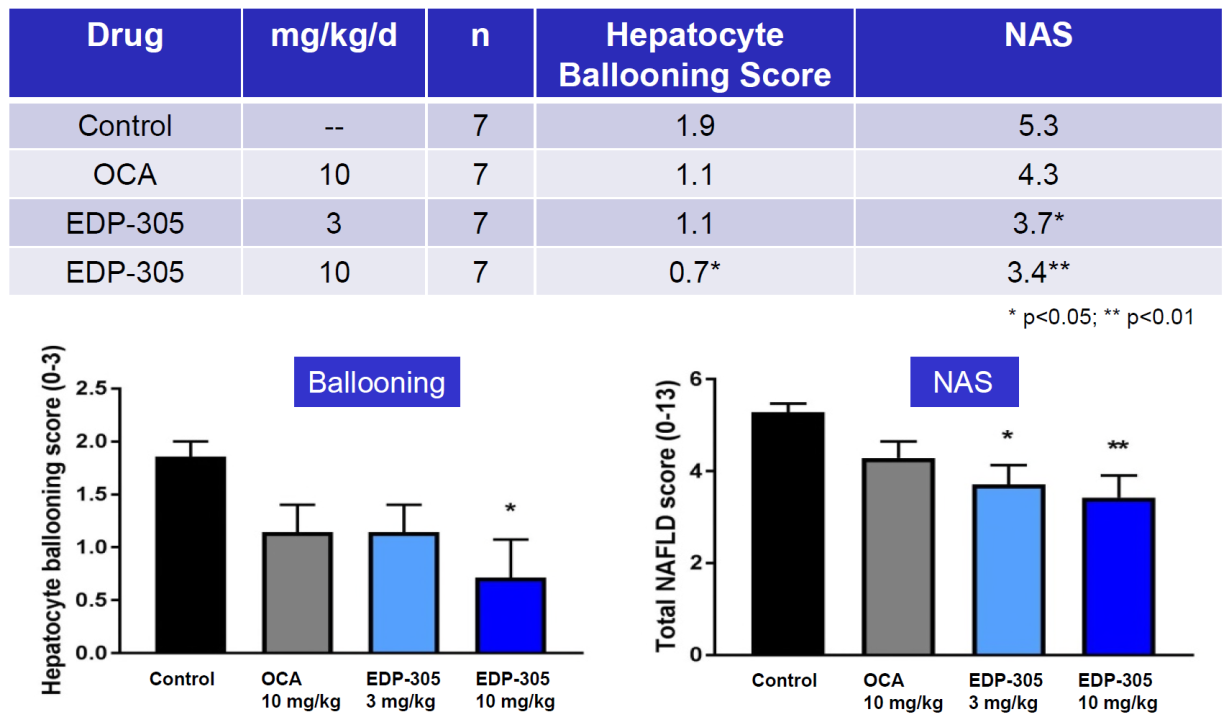 Drug mg/kg/d n Hepatocyte Ballooning Score NAS
Control -- 7 1.9 5.3
OCA 10 7 1.1 4.3
EDP-305 3 7 1.1 3.7*
EDP-305 10 7 0.7* 3.4**
* p<0.05; ** p<0.01
Ballooning
Hepatocyte ballooning score (0-3)
2.5
2.0
1.5
1.0
0.5
0.0
*
Control
OCA
10 mg/kg
EDP-305
3 mg/kg
EDP-305
10 mg/kg
NAS
Total NAFLD score (0-13)
6
4
2
0
*
**
Control
OCA
10 mg/kg
EDP-305
3 mg/kg
EDP-305
10 mg/kg